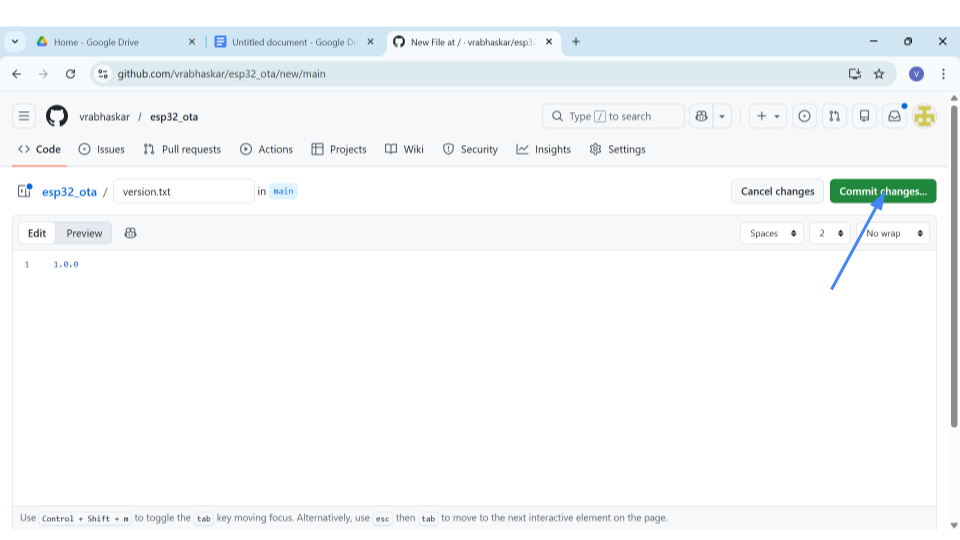 Home - Google Drive
Untitled document - Google Dr
New File at / · vrabhaskar/esp32
github.com/vrabhaskar/esp32_ota/new/main
V
vrabhaskar / esp32_ota
Type / to search
Code
Issues
Pull requests
Actions
Projects
Wiki
Security
Insights
Settings
esp32_ota / version.txt in main
Cancel changes
Commit changes...
Edit
Preview
Spaces
2
No wrap
1 1.0.0
Use Control + Shift + m to toggle the tab key moving focus. Alternatively, use esc then tab to move to the next interactive element on the page.